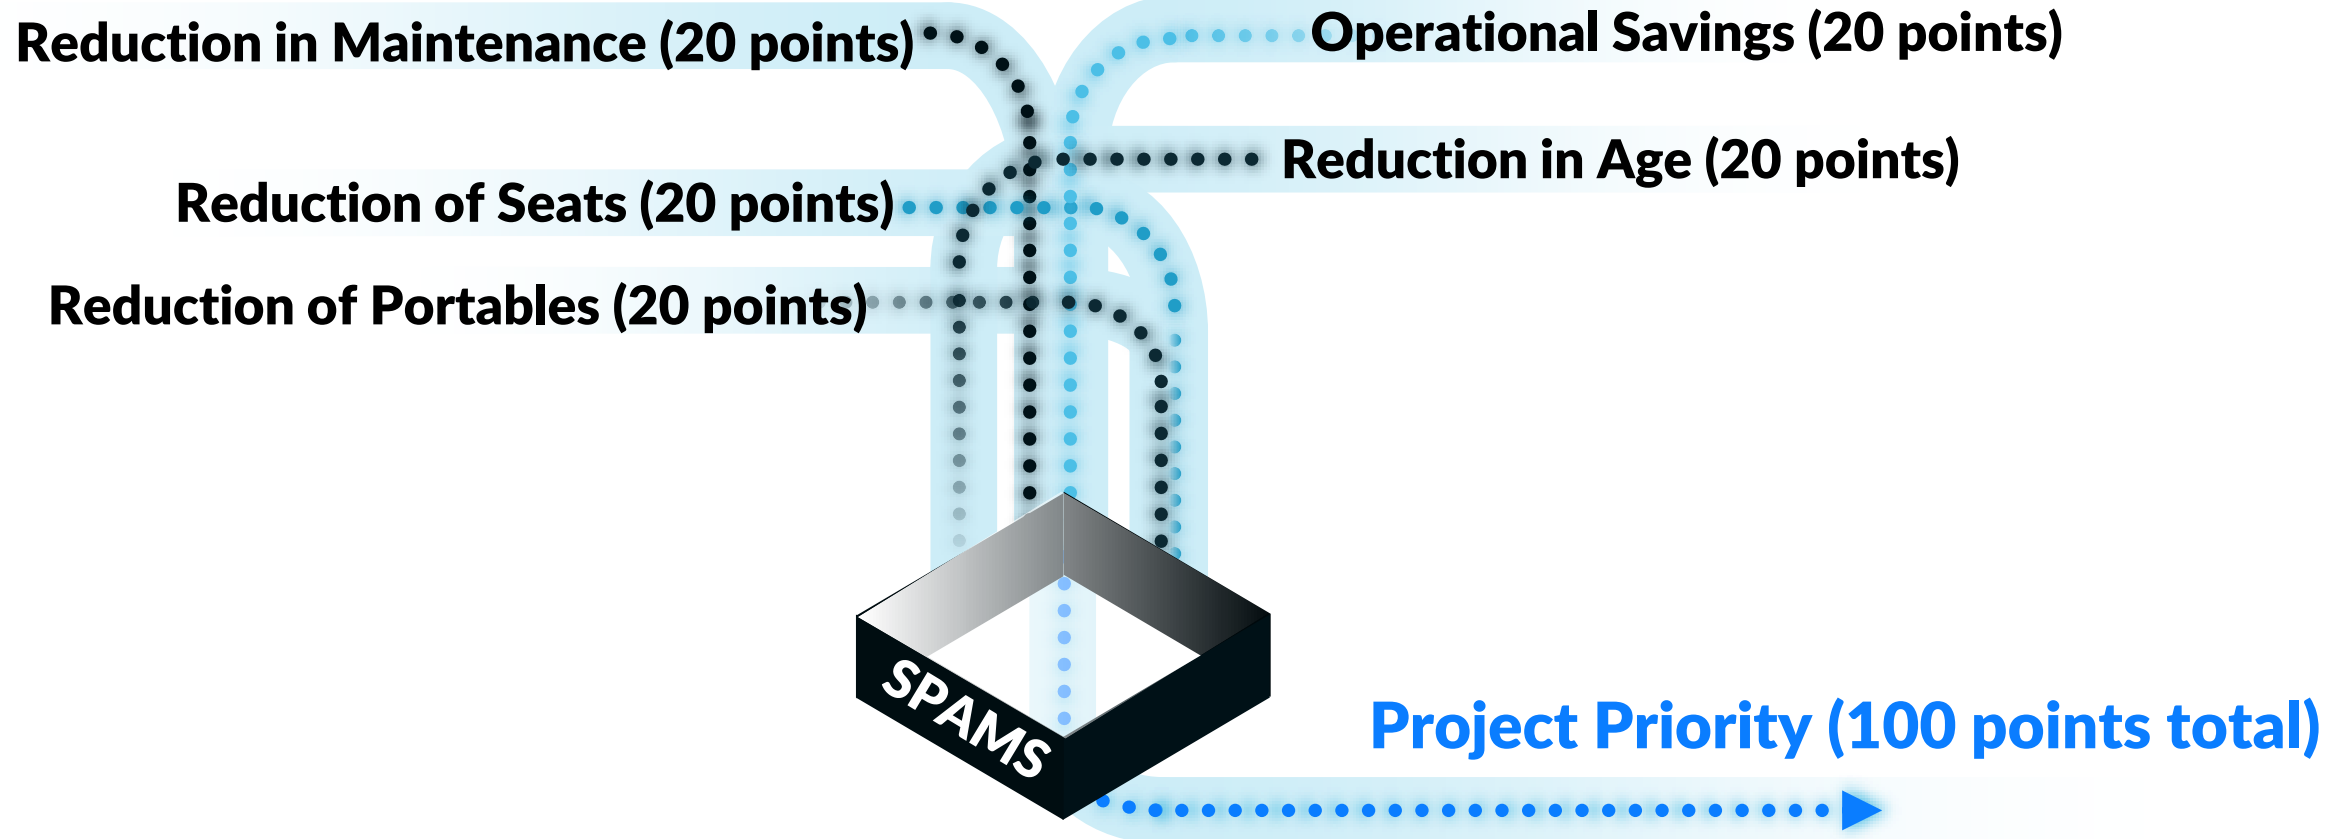 Reduction in Maintenance (20 points)
Operational Savings (20 points)
Reduction in Age (20 points)
Reduction of Seats (20 points)
Reduction of Portables (20 points)
SPAMS
Project Priority (100 points total)